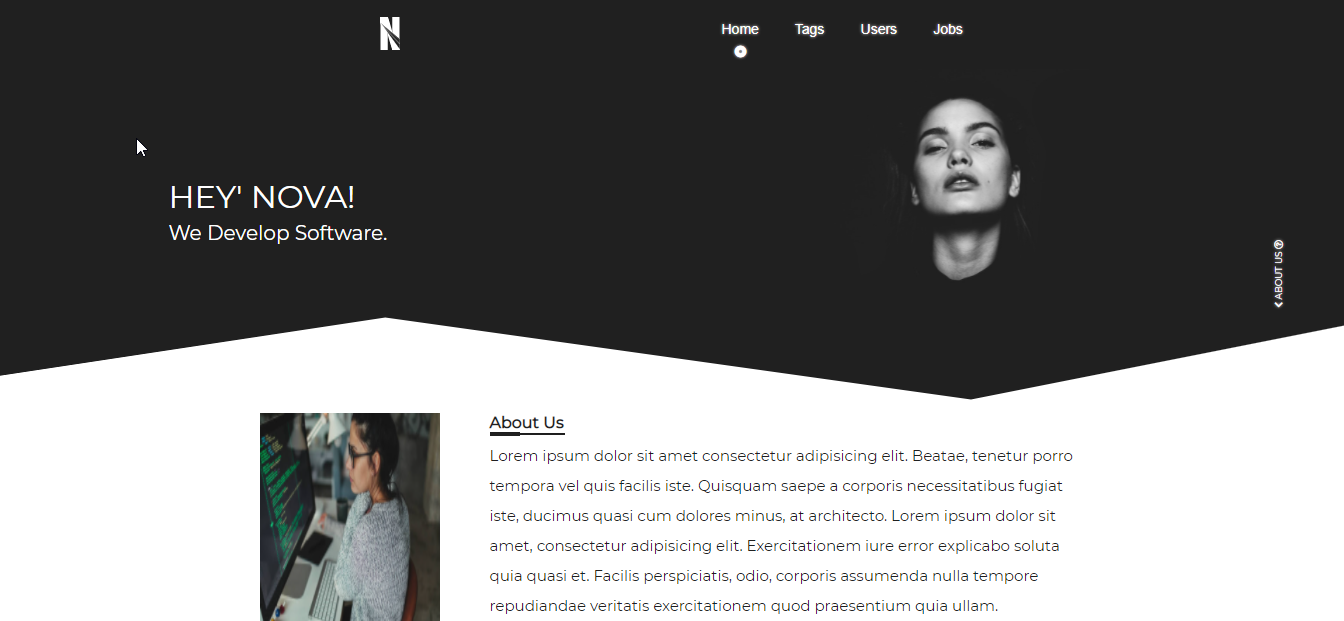 N
Home Tags Users Jobs
HEY' NOVA!
We Develop Software.
ABOUT US
About Us
Lorem ipsum dolor sit amet consectetur adipisicing elit. Beatae, tenetur porro
tempora vel quis facilis iste. Quisquam saepe a corporis necessitatibus fugiat
iste, ducimus quasi cum dolores minus, at architecto. Lorem ipsum dolor sit
amet, consectetur adipisicing elit. Exercitationem iure error explicabo soluta
quia quasi et. Facilis perspiciatis, odio, corporis assumenda nulla tempore
repudiandae veritatis exercitationem quod praesentium quia ullam.